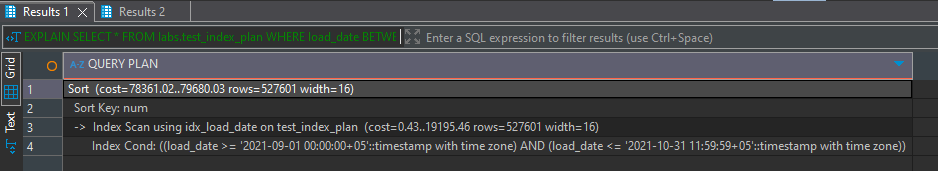 Results 1
Results 2
EXPLAIN SELECT * FROM labs.test_index_plan WHERE load_date BETWE
Enter a SQL expression to filter results (use Ctrl+Space)
Grid
Text
A-Z QUERY PLAN
1 Sort (cost=78361.02..79680.03 rows=527601 width=16)
2 Sort Key: num
3 -> Index Scan using idx_load_date on test_index_plan (cost=0.43..19195.46 rows=527601 width=16)
4 Index Cond: ((load_date >= '2021-09-01 00:00:00+05'::timestamp with time zone) AND (load_date <= '2021-10-31 11:59:59+05'::timestamp with time zone))